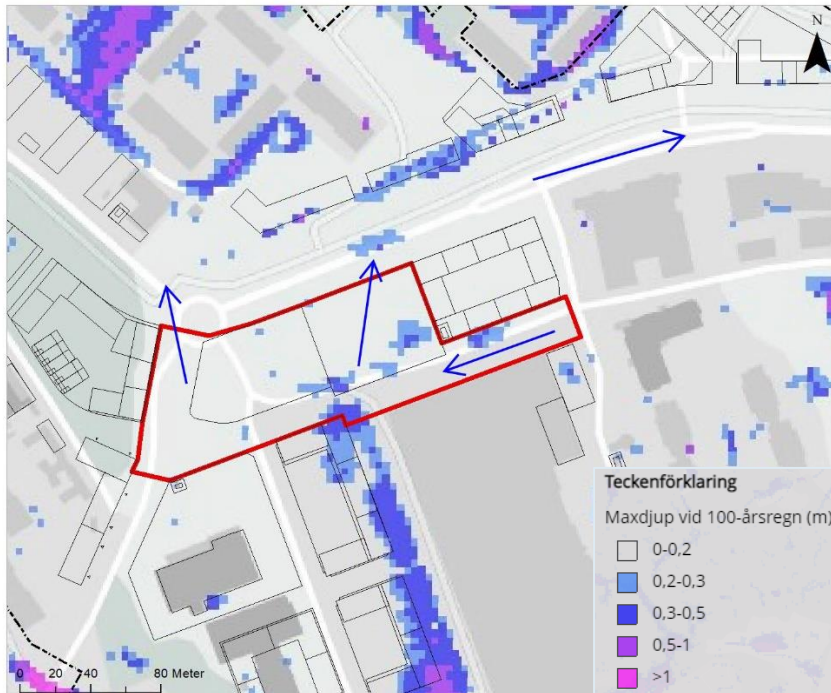 N
Teckenförklaring
Maxdjup vid 100-årsregn (m)
0-0,2
0,2-0,3
0,3-0,5
0,5-1
>1
0 20 40 80 Meter